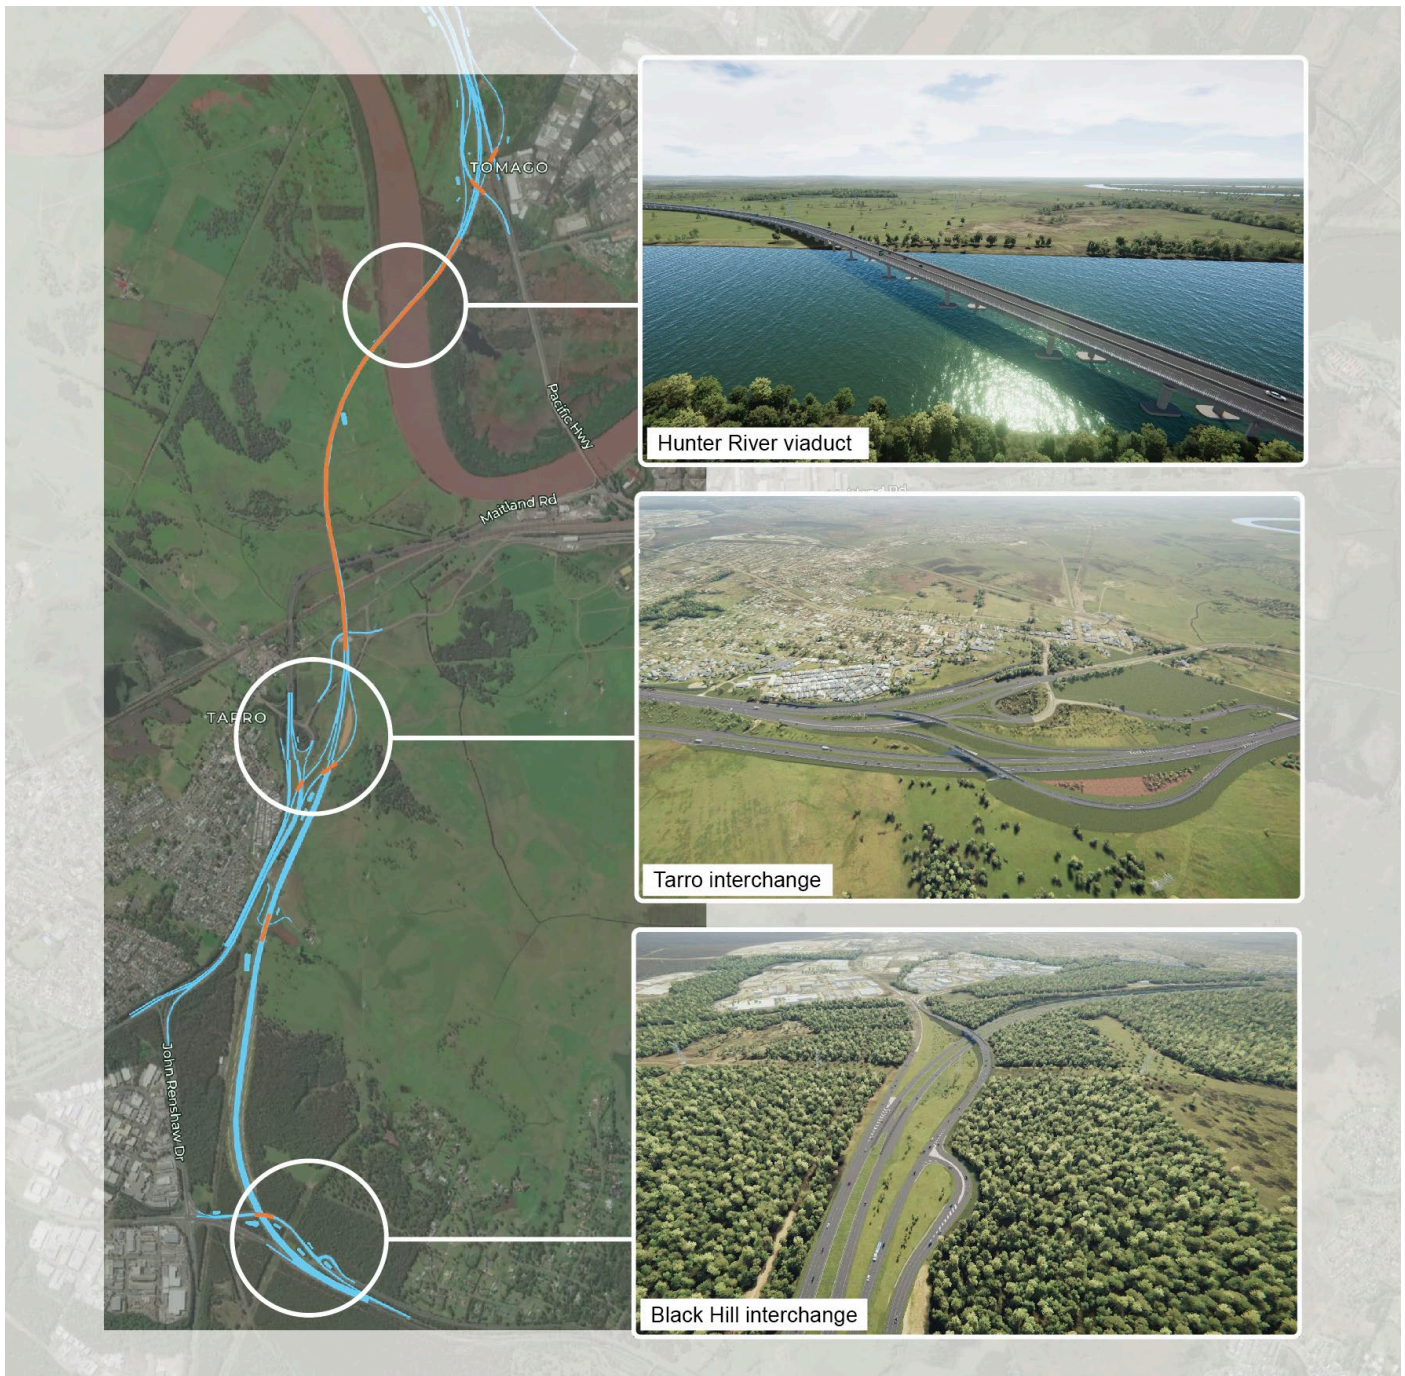 TOMAGO
Pacific Hwy
Hunter River viaduct
Maitland Rd
TARRO
Tarro interchange
John Renshaw Dr
Black Hill interchange